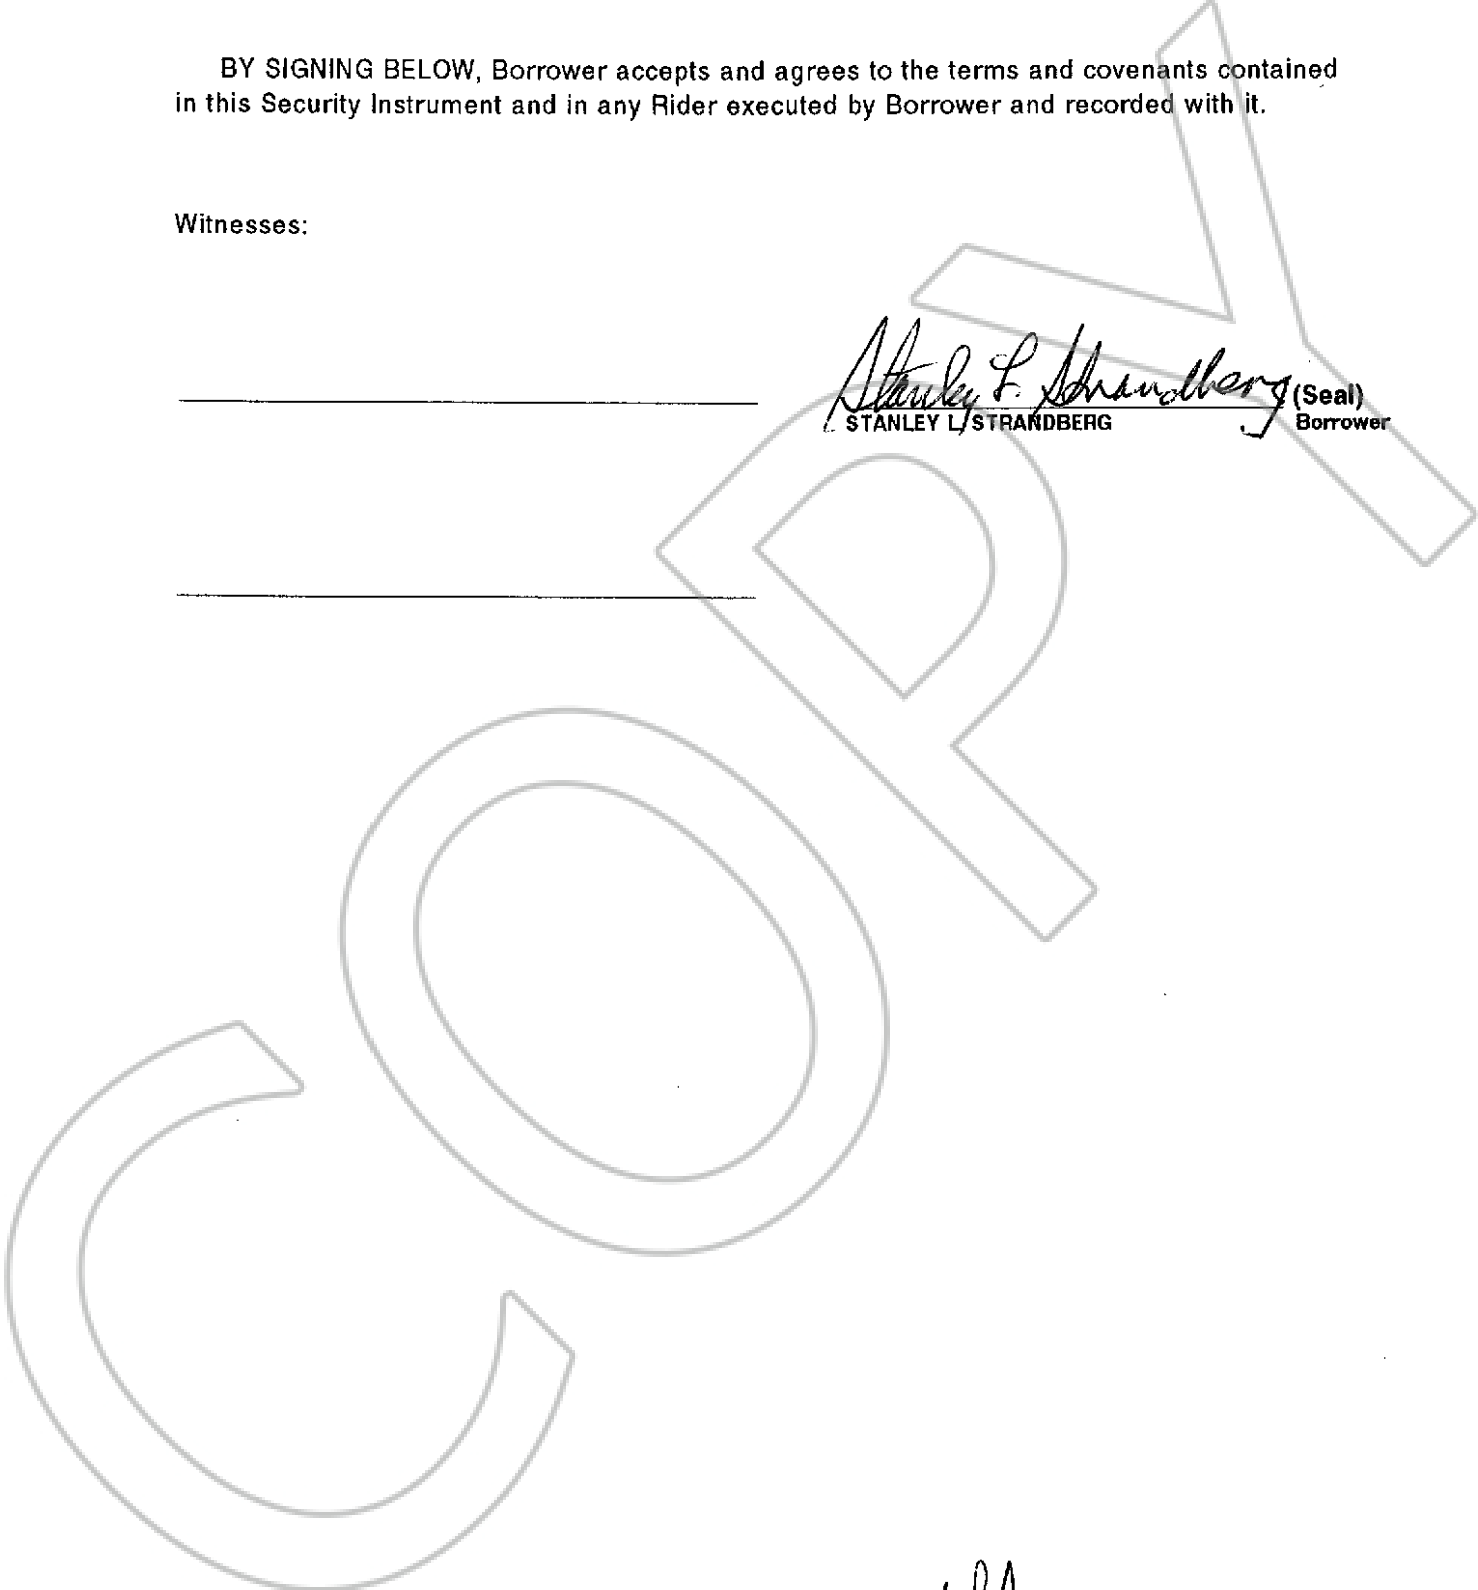 BY SIGNING BELOW, Borrower accepts and agrees to the terms and covenants contained
in this Security Instrument and in any Rider executed by Borrower and recorded with it.
Witnesses:
Stanley L. Strandberg (Seal)
STANLEY L STRANDBERG Borrower
COPY